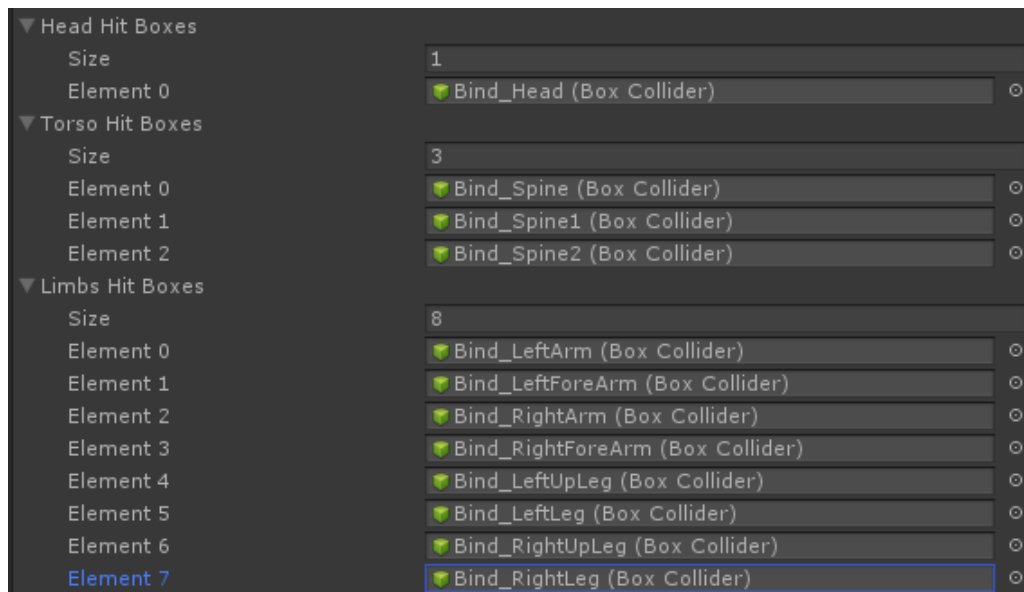 Head Hit Boxes
Size 1
Element 0 Bind_Head (Box Collider)
Torso Hit Boxes
Size 3
Element 0 Bind_Spine (Box Collider)
Element 1 Bind_Spine1 (Box Collider)
Element 2 Bind_Spine2 (Box Collider)
Limbs Hit Boxes
Size 8
Element 0 Bind_LeftArm (Box Collider)
Element 1 Bind_LeftForeArm (Box Collider)
Element 2 Bind_RightArm (Box Collider)
Element 3 Bind_RightForeArm (Box Collider)
Element 4 Bind_LeftUpLeg (Box Collider)
Element 5 Bind_LeftLeg (Box Collider)
Element 6 Bind_RightUpLeg (Box Collider)
Element 7 Bind_RightLeg (Box Collider)